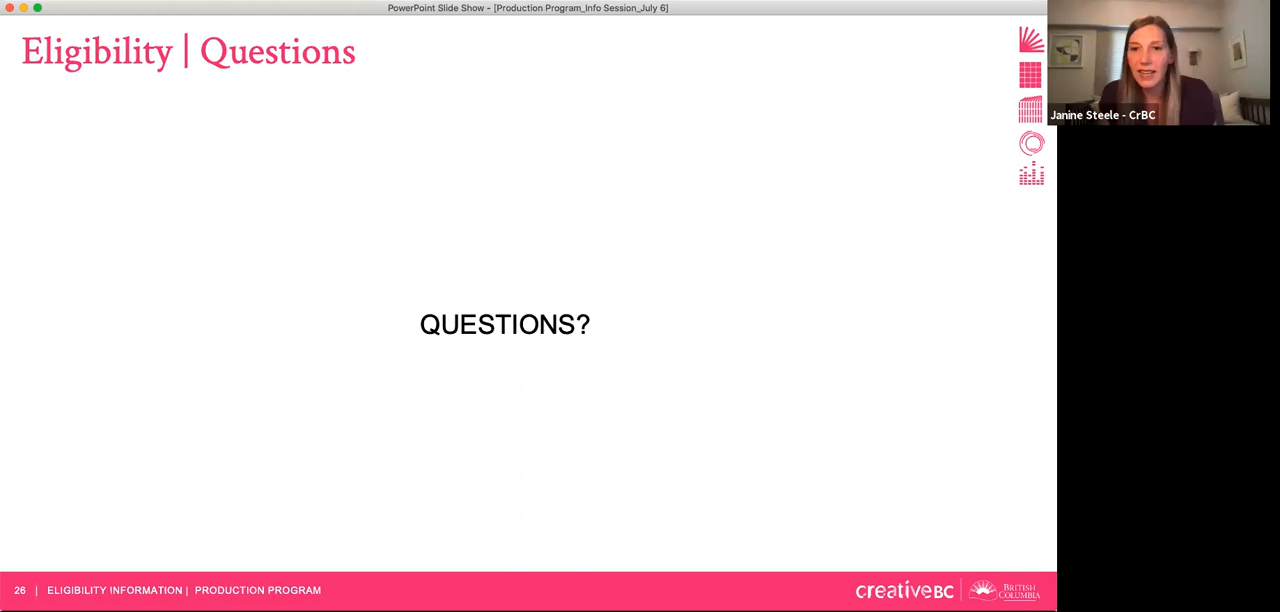 PowerPoint Slide Show - [Production Program_Info Session_July 6]
Eligibility | Questions
Janine Steele - CrBC
QUESTIONS?
26 | ELIGIBILITY INFORMATION | PRODUCTION PROGRAM
creativeBC
BRITISH
COLUMBIA